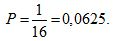 P = 1/16 = 0,0625.